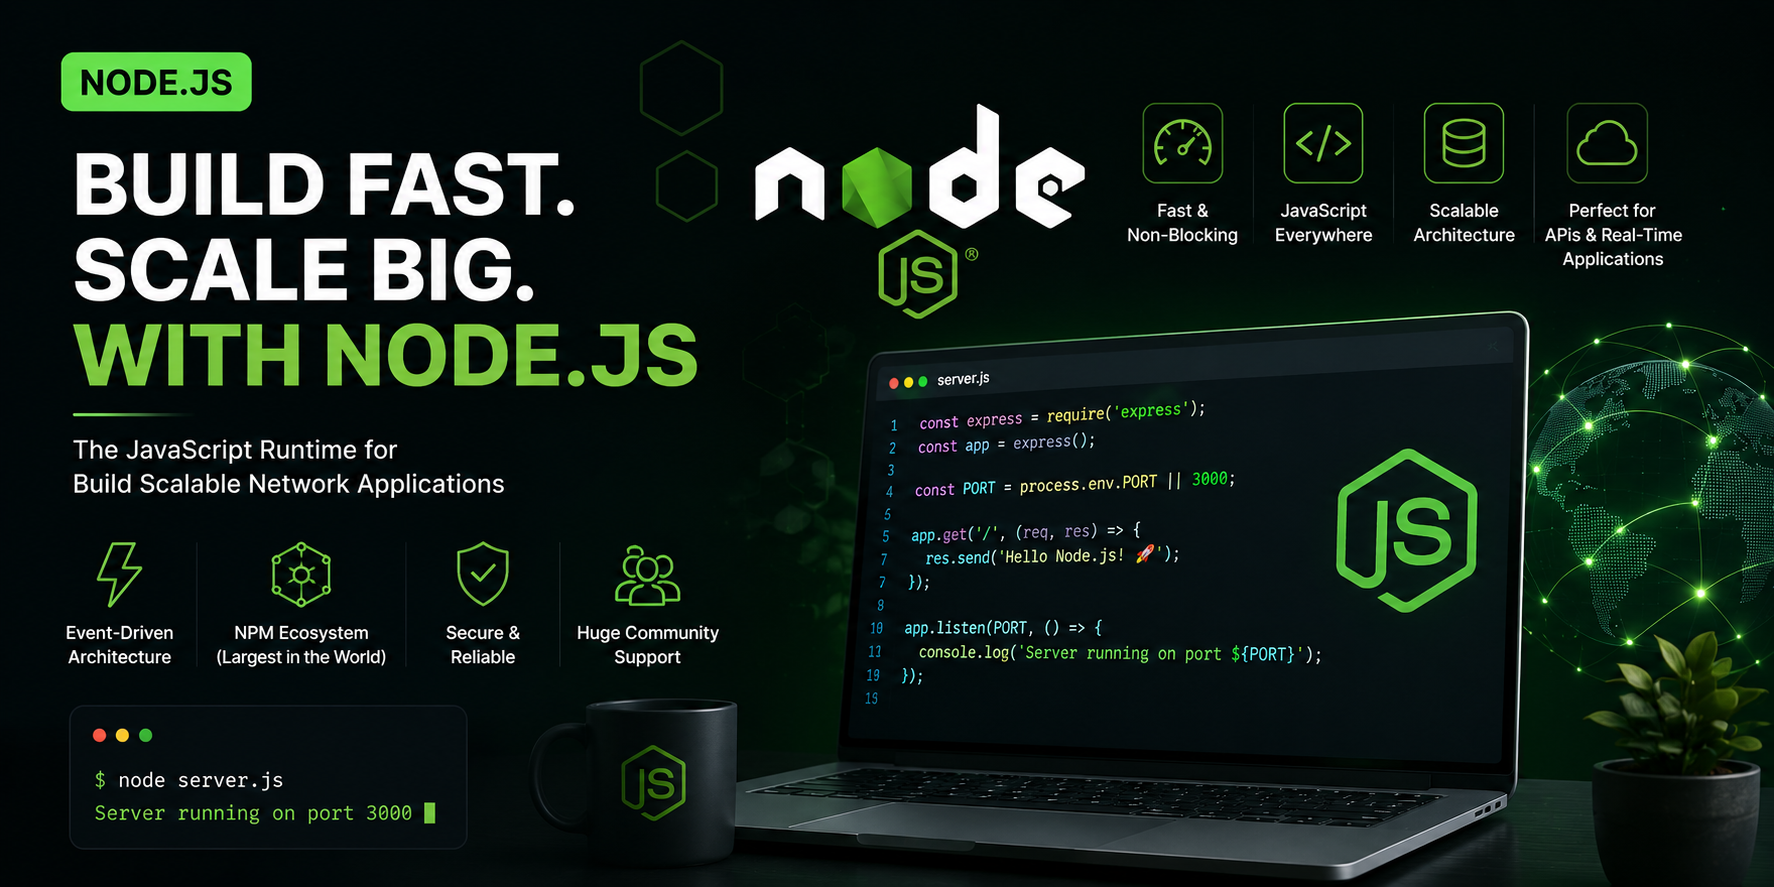 NODE.JS
BUILD FAST.
SCALE BIG.
WITH NODE.JS
The JavaScript Runtime for
Build Scalable Network Applications
Event-Driven
Architecture
NPM Ecosystem
(Largest in the World)
Secure &
Reliable
Huge Community
Support
$ node server.js
Server running on port 3000
JS
node
JS®
Fast &
Non-Blocking
JavaScript
Everywhere
Scalable
Architecture
Perfect for
APis & Real-Time
Applications
server.js
1 const express = require('express');
2 const app = express();
3
4 const PORT = process.env.PORT || 3000;
5
5 app.get('/', (req, res) => {
7 res.send('Hello Node.js! 🚀');
7 });
8
10 app.listen(PORT, () => {
11 console.log('Server running on port ${PORT}');
19 });
15
JS